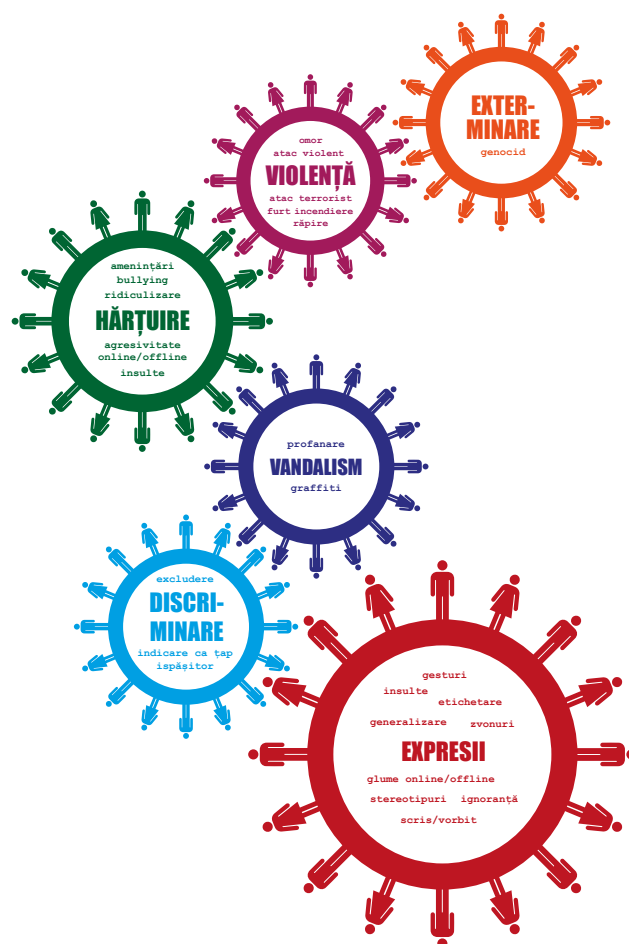 EXTER-
MINARE
genocid
omor
atac violent
VIOLENȚĂ
atac terrorist
furt incendiere
răpire
amenințări
bullying
ridiculizare
HĂRȚUIRE
agresivitate
online/offline
insulte
profanare
VANDALISM
graffiti
excludere
DISCRI-
MINARE
indicare ca țap
ispășitor
gesturi
insulte
etichetare
generalizare zvonuri
EXPRESII
glume online/offline
stereotipuri ignoranță
scris/vorbit